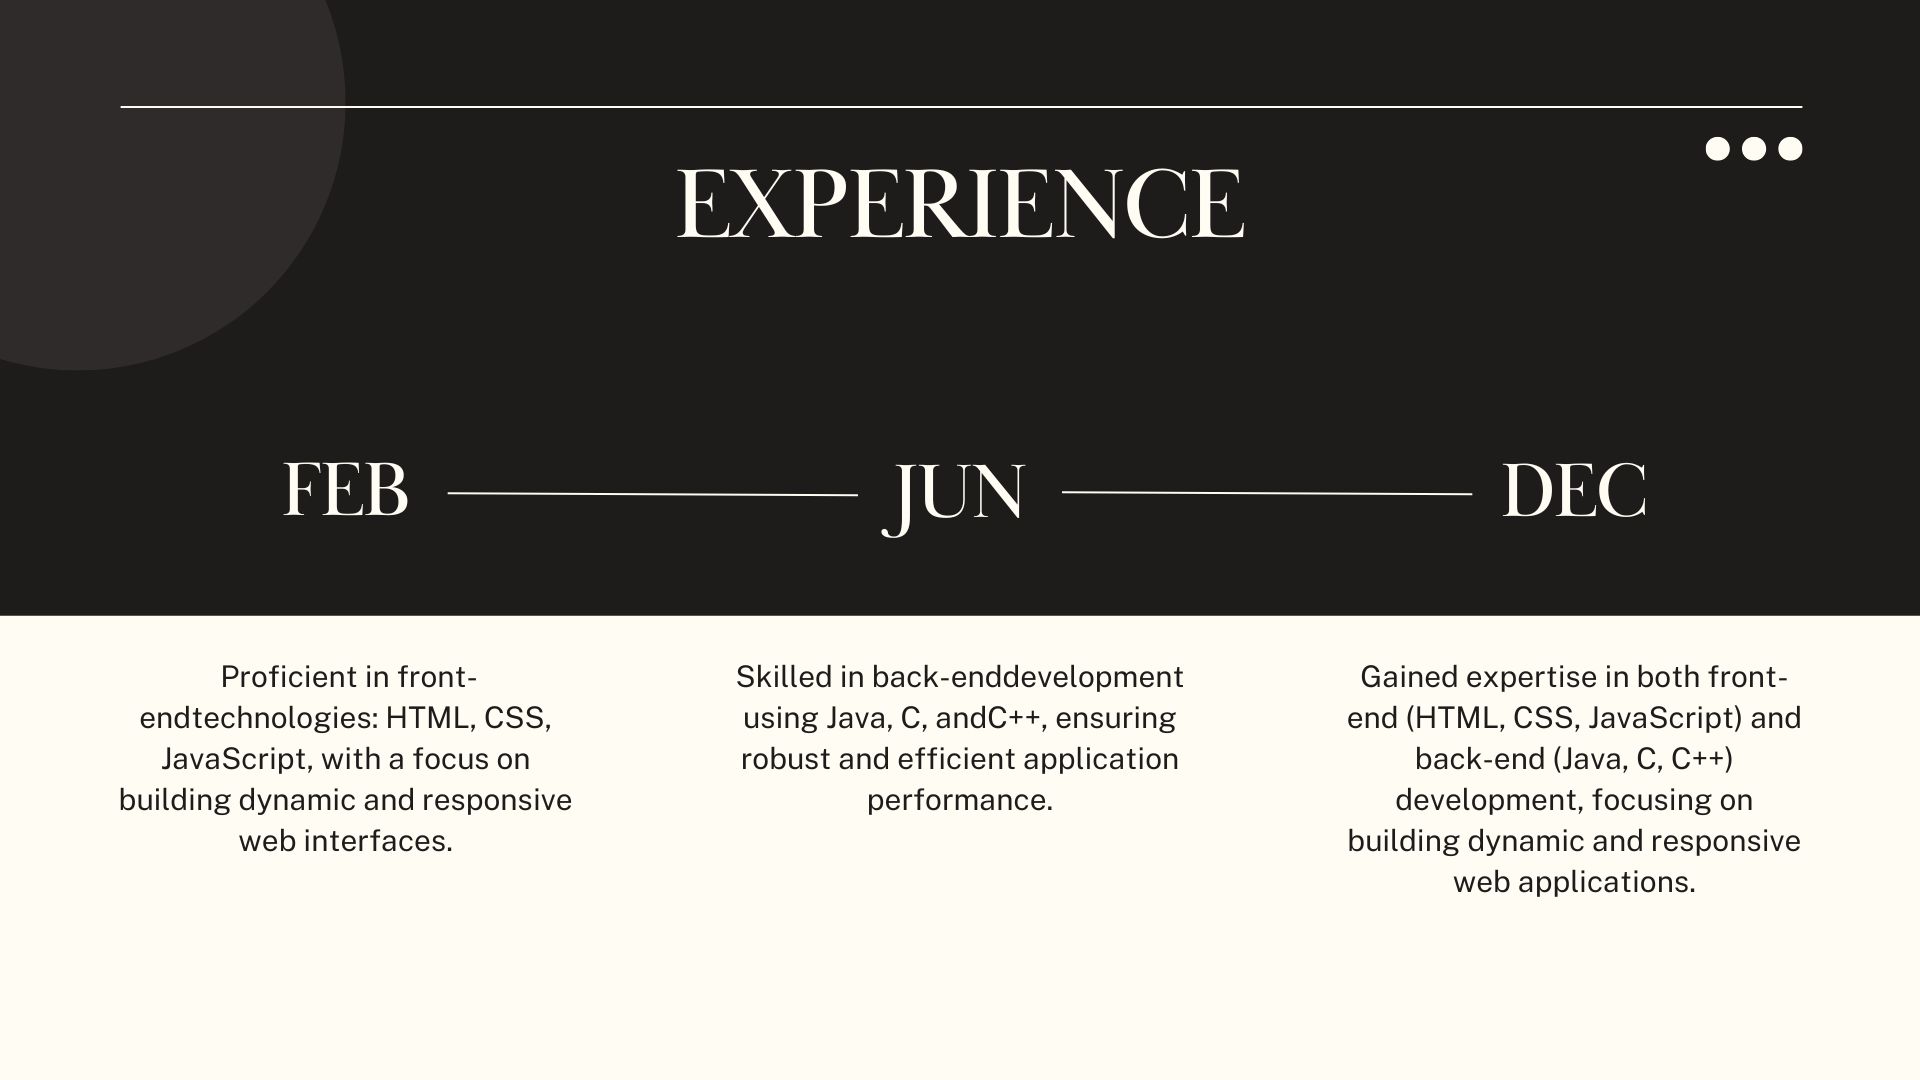 EXPERIENCE
FEB
JUN
DEC
Proficient in front-
endtechnologies: HTML, CSS,
JavaScript, with a focus on
building dynamic and responsive
web interfaces.
Skilled in back-enddevelopment
using Java, C, andC++, ensuring
robust and efficient application
performance.
Gained expertise in both front-
end (HTML, CSS, JavaScript) and
back-end (Java, C, C++)
development, focusing on
building dynamic and responsive
web applications.